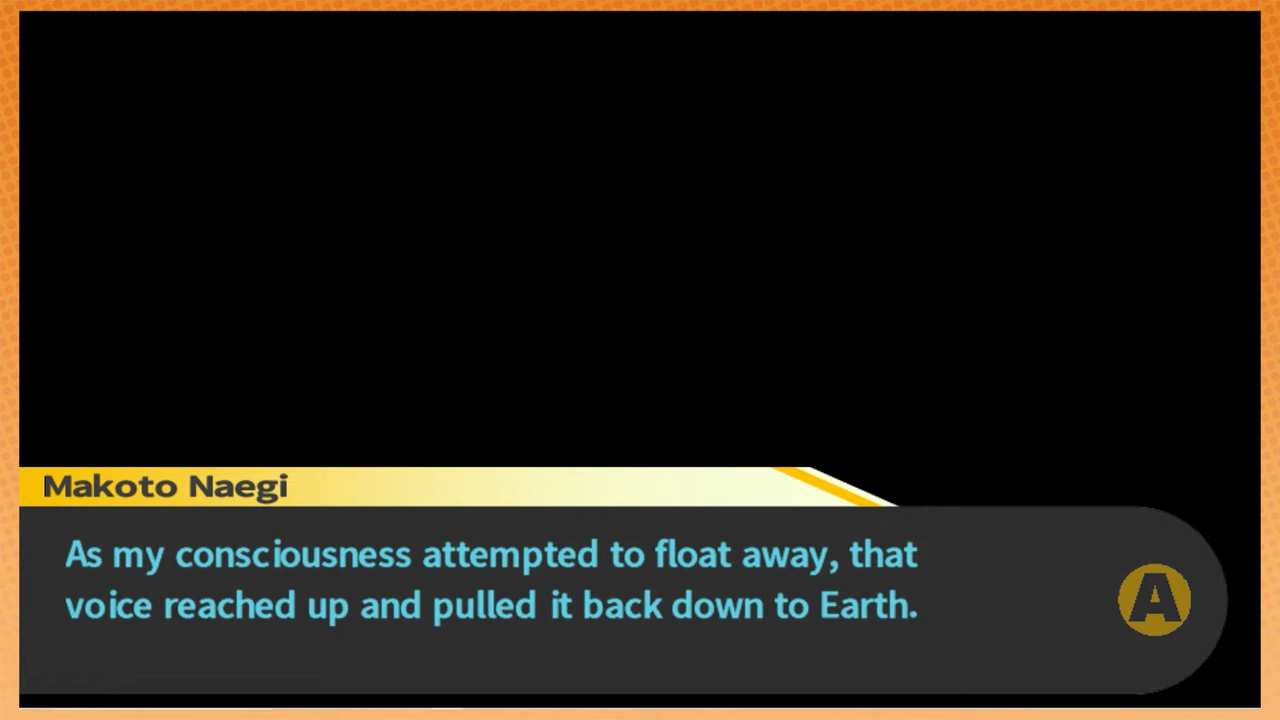 Makoto Naegi
As my consciousness attempted to float away, that
voice reached up and pulled it back down to Earth.
A